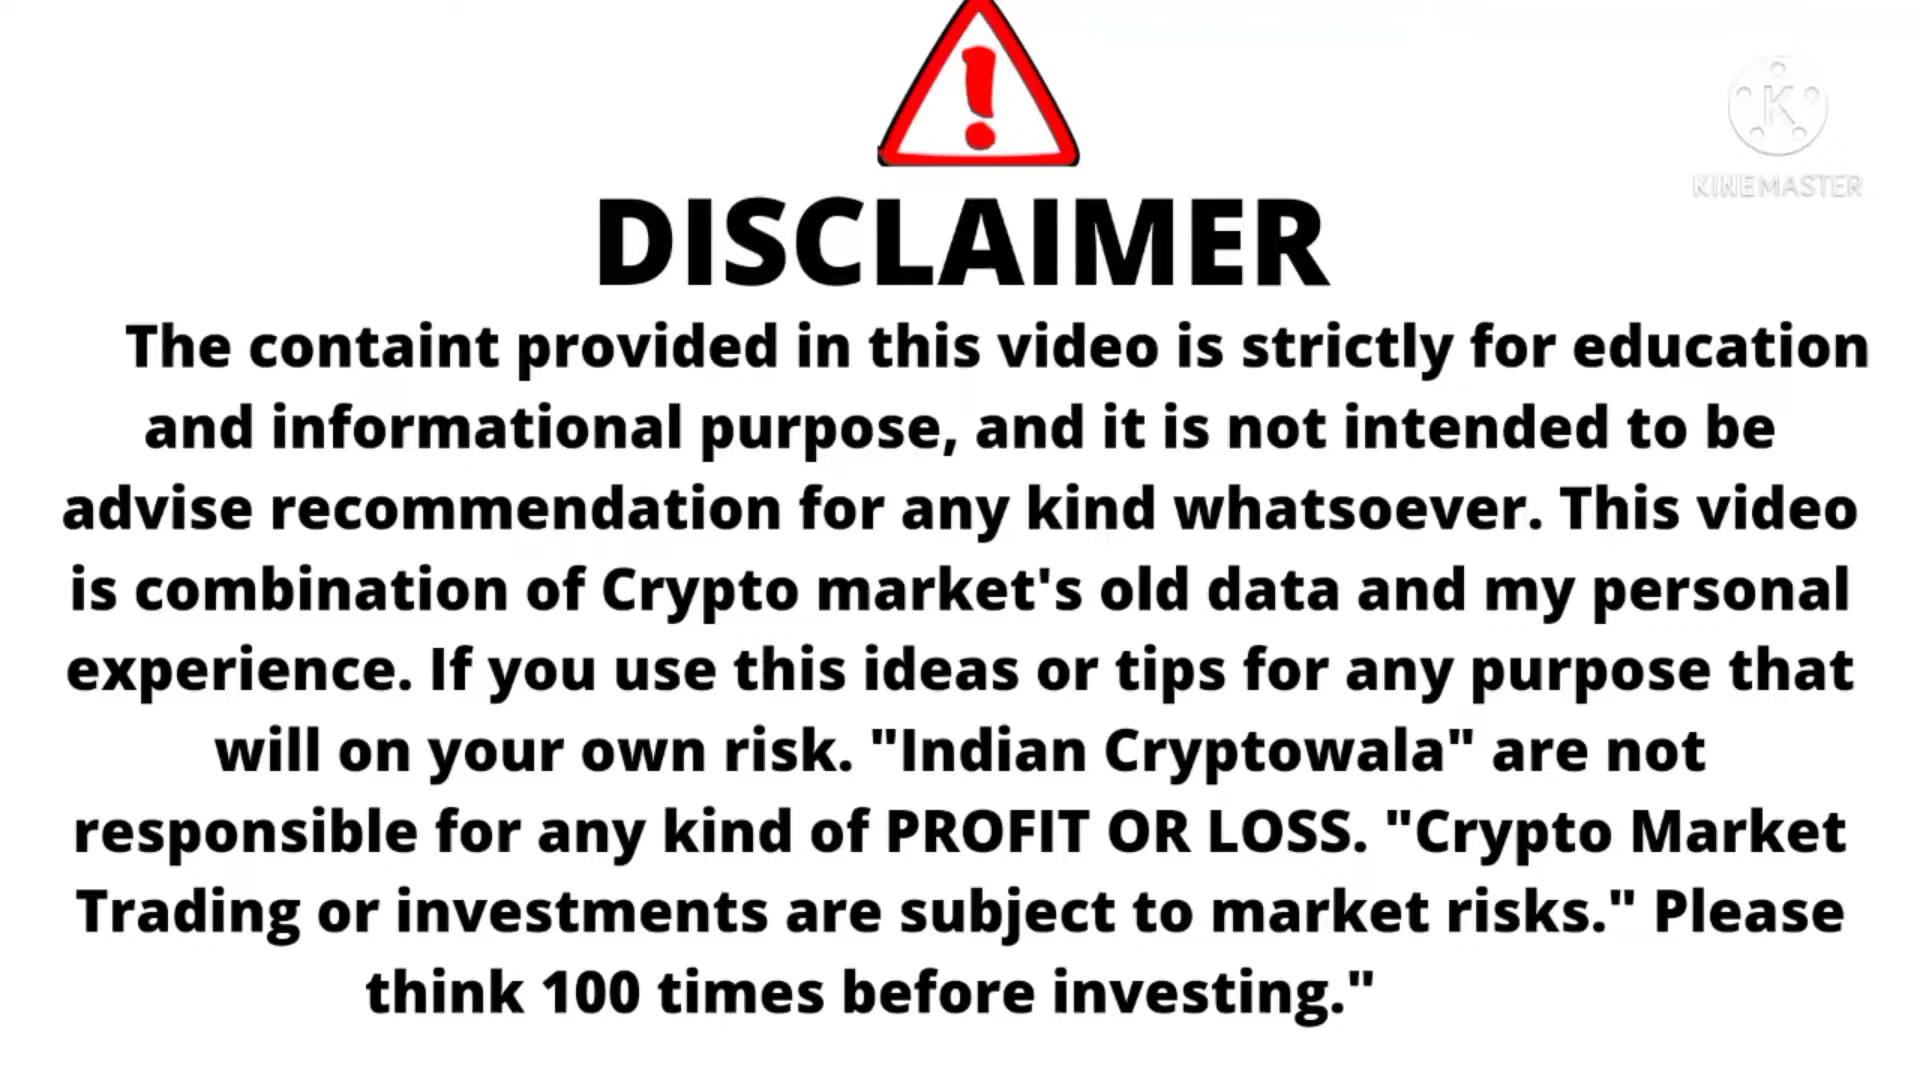 K
KINEMASTER
DISCLAIMER
The containt provided in this video is strictly for education
and informational purpose, and it is not intended to be
advise recommendation for any kind whatsoever. This video
is combination of Crypto market's old data and my personal
experience. If you use this ideas or tips for any purpose that
will on your own risk. "Indian Cryptowala" are not
responsible for any kind of PROFIT OR LOSS. "Crypto Market
Trading or investments are subject to market risks." Please
think 100 times before investing."